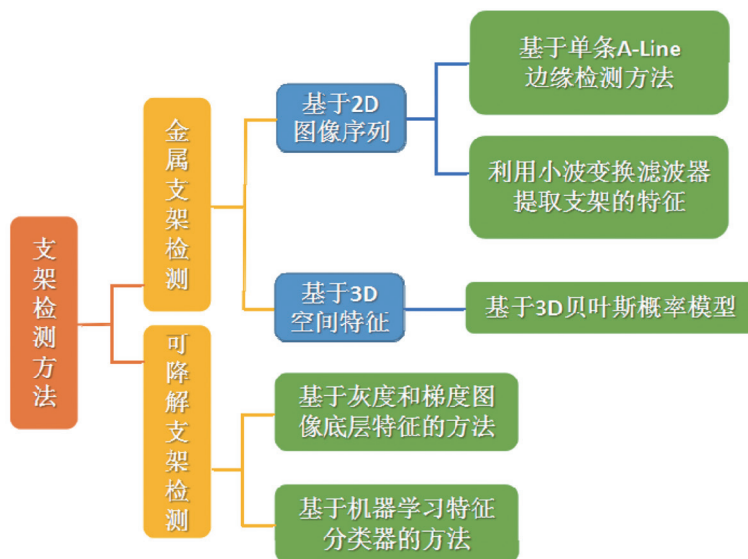 支架检测方法
金属支架检测
基于2D
图像序列
基于单条A-Line
边缘检测方法
利用小波变换滤波器
提取支架的特征
基于3D
空间特征
基于3D贝叶斯概率模型
可降解支架检测
基于灰度和梯度图
像底层特征的方法
基于机器学习特征
分类器的方法